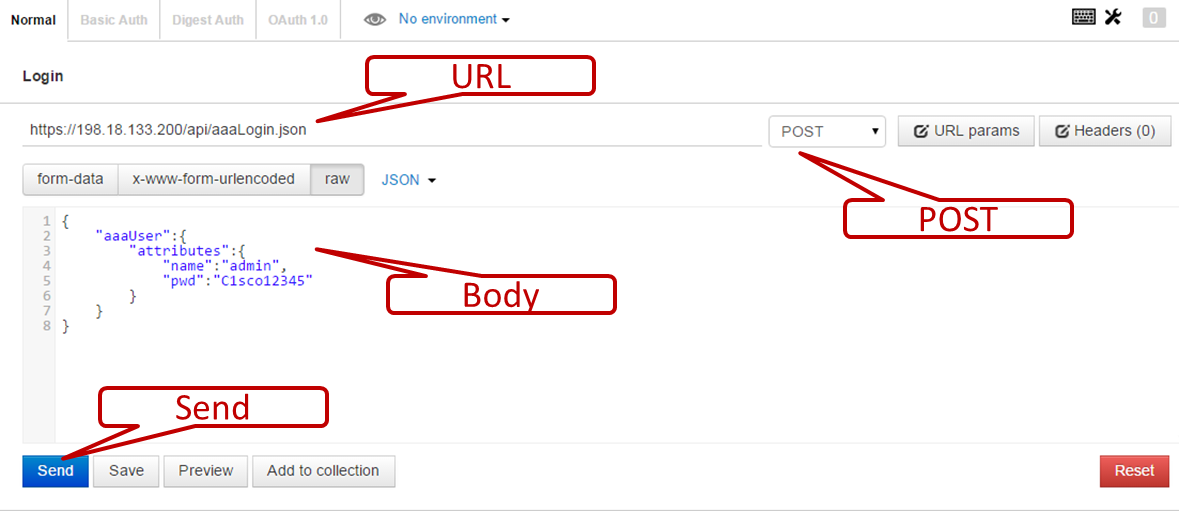 Normal Basic Auth Digest Auth OAuth 1.0 No environment 0
Login
URL
https://198.18.133.200/api/aaaLogin.json POST URL params Headers (0)
form-data x-www-form-urlencoded raw JSON
POST
1 {
2 "aaaUser":{
3 "attributes":{
4 "name":"admin",
5 "pwd":"C1sco12345"
6 }
7 }
8 }
Body
Send
Send Save Preview Add to collection Reset